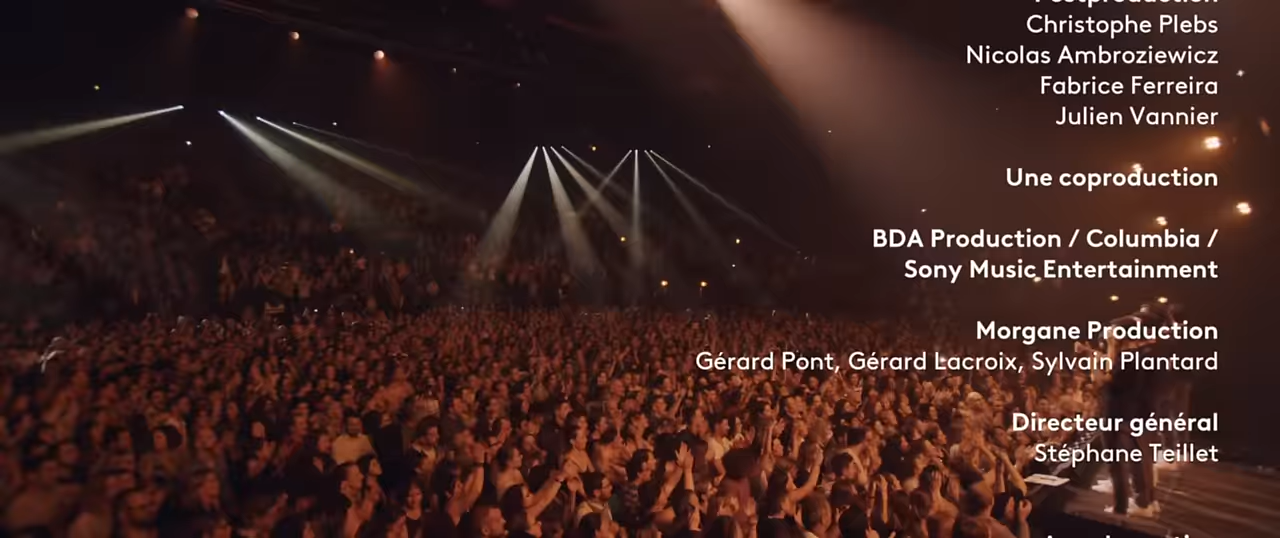 Postproduction
Christophe Plebs
Nicolas Ambroziewicz
Fabrice Ferreira
Julien Vannier
Une coproduction
BDA Production / Columbia /
Sony Music Entertainment
Morgane Production
Gérard Pont, Gérard Lacroix, Sylvain Plantard
Directeur général
Stéphane Teillet